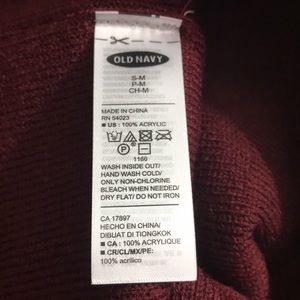 OLD NAVY
S-M
P-M
CH-M
MADE IN CHINA
RN 54023
■ US : 100% ACRYLIC
P
1166
WASH INSIDE OUT/
HAND WASH COLD/
ONLY NON-CHLORINE
BLEACH WHEN NEEDED/
DRY FLAT/ DO NOT IRON
CA 17897
HECHO EN CHINA/
DIBUAT DI TIONGKOK
■ CA : 100% ACRYLIQUE
■ CR/CL/MX/PE:
100% acrílico